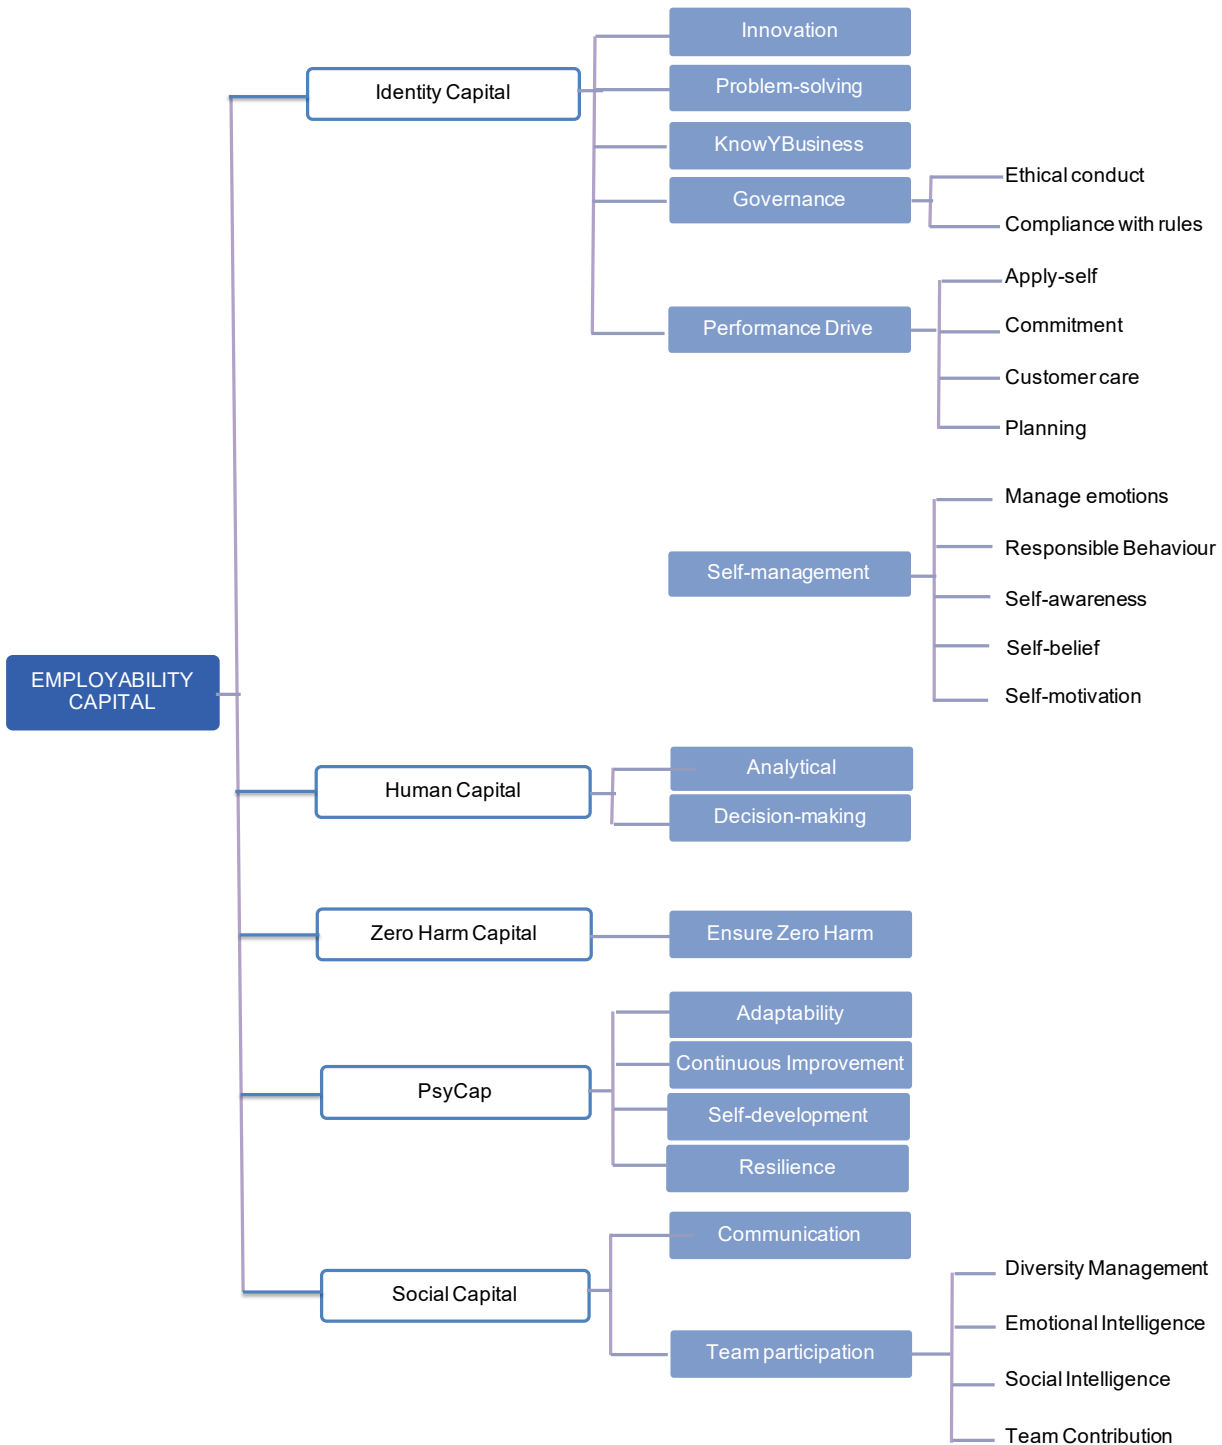 Innovation
Identity Capital
Problem-solving
KnowYBusiness
Governance
Ethical conduct
Compliance with rules
Performance Drive
Apply-self
Commitment
Customer care
Planning
Self-management
Manage emotions
Responsible Behaviour
Self-awareness
Self-belief
Self-motivation
EMPLOYABILITY
CAPITAL
Human Capital
Analytical
Decision-making
Zero Harm Capital
Ensure Zero Harm
PsyCap
Adaptability
Continuous Improvement
Self-development
Resilience
Social Capital
Communication
Team participation
Diversity Management
Emotional Intelligence
Social Intelligence
Team Contribution